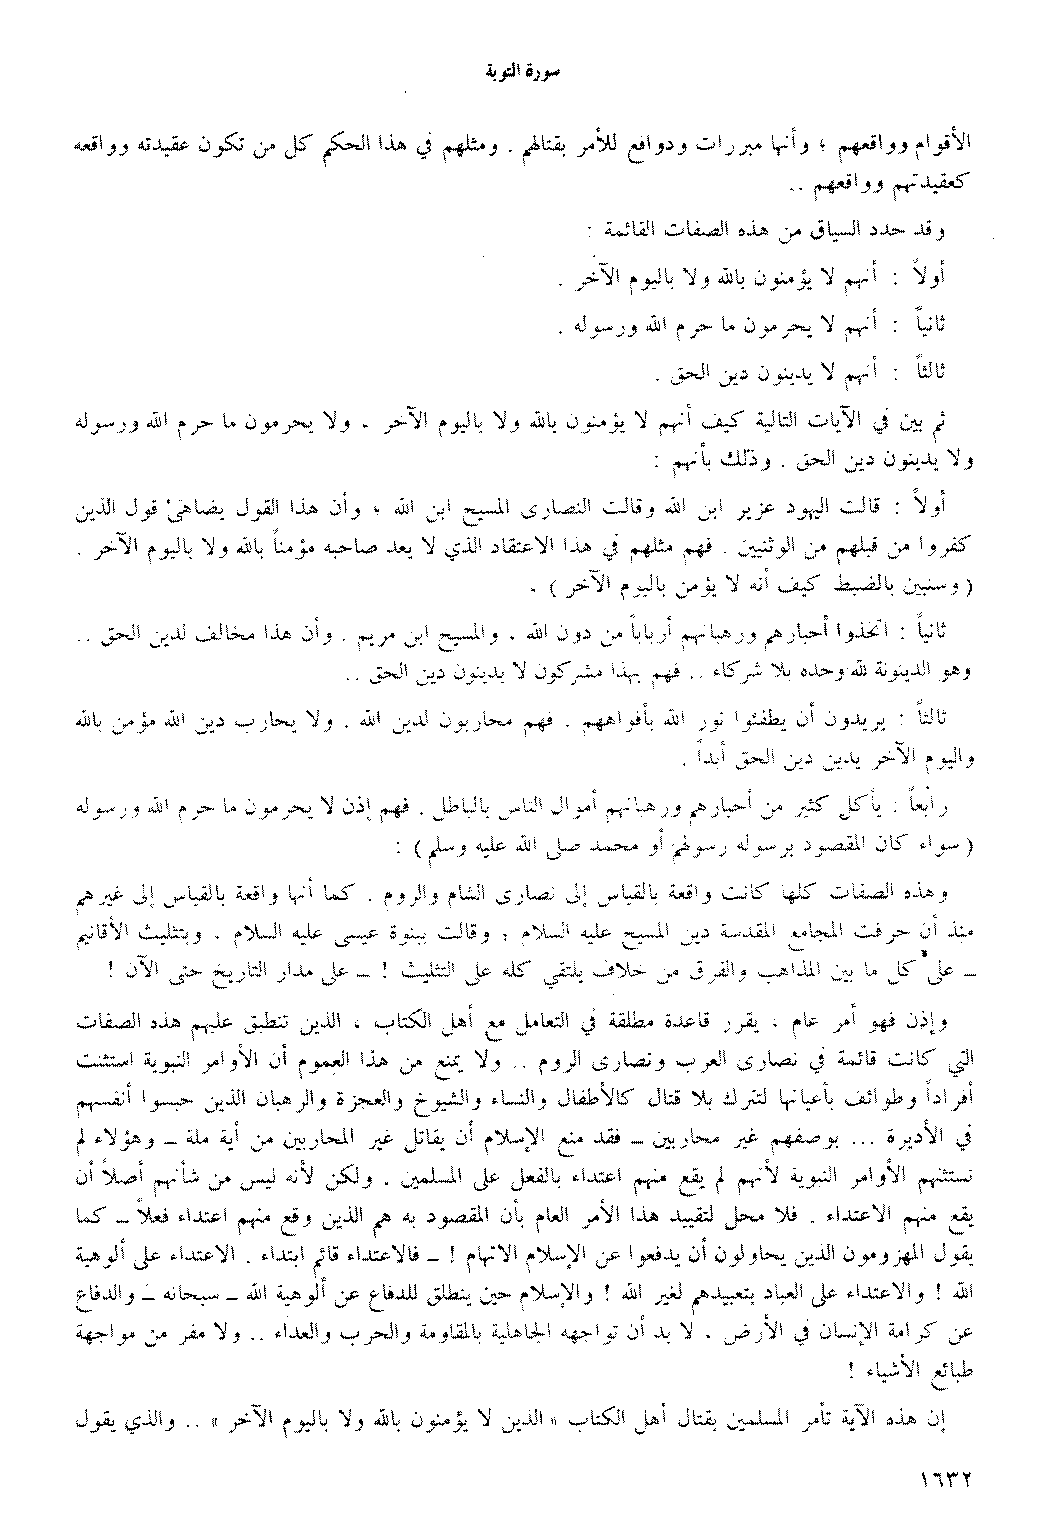 سورة التوبة
الأقوام وواقعهم ؛ وأنها مبررات ودوافع للأمر بقتالهم . ومثلهم في هذا الحكم كل من تكون عقيدته وواقعه
كعقيدتهم وواقعهم ..
وقد حدد السياق من هذه الصفات القائمة :
أولاً : أنهم لا يؤمنون بالله ولا باليوم الآخر .
ثانياً : أنهم لا يحرمون ما حرم الله ورسوله .
ثالثاً : أنهم لا يدينون دين الحق .
ثم بين في الآيات التالية كيف أنهم لا يؤمنون بالله ولا باليوم الآخر ، ولا يحرمون ما حرم الله ورسوله
ولا يدينون دين الحق . وذلك بأنهم :
أولاً : قالت اليهود عزير ابن الله وقالت النصارى المسيح ابن الله ، وأن هذا القول يضاهئ قول الذين
كفروا من قبلهم من الوثنيين . فهم مثلهم في هذا الاعتقاد الذي لا يعد صاحبه مؤمناً بالله ولا باليوم الآخر .
( وسنبين بالضبط كيف أنه لا يؤمن باليوم الآخر ) .
ثانياً : اتخذوا أحبارهم ورهبانهم أرباباً من دون الله . والمسيح ابن مريم . وأن هذا مخالف لدين الحق ..
وهو الدينونة لله وحده بلا شركاء .. فهم بهذا مشركون لا يدينون دين الحق ..
ثالثاً : يريدون أن يطفئوا نور الله بأفواههم . فهم محاربون لدين الله . ولا يحارب دين الله مؤمن بالله
واليوم الآخر يدين دين الحق أبداً .
رابعاً : يأكل كثير من أحبارهم ورهبانهم أموال الناس بالباطل . فهم إذن لا يحرمون ما حرم الله ورسوله
( سواء كان المقصود برسوله رسولهم أو محمد صلى الله عليه وسلم ) :
وهذه الصفات كلها كانت واقعة بالقياس إلى نصارى الشام والروم . كما أنها واقعة بالقياس إلى غيرهم
منذ أن حرفت المجامع المقدسة دين المسيح عليه السلام ؛ وقالت ببنوة عيسى عليه السلام ، وبتثليث الأقانيم
ــ على كل ما بين المذاهب والفرق من خلاف يلتقي كله على التثليث ! ــ على مدار التاريخ حتى الآن !
وإذن فهو أمر عام ، يقرر قاعدة مطلقة في التعامل مع أهل الكتاب ، الذين تنطبق عليهم هذه الصفات
التي كانت قائمة في نصارى العرب ونصارى الروم .. ولا يمنع من هذا العموم أن الأوامر النبوية استثنت
أفراداً وطوائف بأعيانها لتترك بلا قتال كالأطفال والنساء والشيوخ والعجزة والرهبان الذين حبسوا أنفسهم
في الأديرة ... بوصفهم غير محاربين ــ فقد منع الإسلام أن يقاتل غير المحاربين من أية ملة ــ وهؤلاء لم
تستثنهم الأوامر النبوية لأنهم لم يقع منهم اعتداء بالفعل على المسلمين . ولكن لأنه ليس من شأنهم أصلاً أن
يقع منهم الاعتداء . فلا محل لتقييد هذا الأمر العام بأن المقصود به هم الذين وقع منهم اعتداء فعلاً ــ كما
يقول المهزومون الذين يحاولون أن يدفعوا عن الإسلام الاتهام ! ــ فالاعتداء قائم ابتداء . الاعتداء على ألوهية
الله ! والاعتداء على العباد بتعبيدهم لغير الله ! والإسلام حين ينطلق للدفاع عن ألوهية الله ــ سبحانه ــ والدفاع
عن كرامة الإنسان في الأرض ، لا بد أن تواجهه الجاهلية بالمقاومة والحرب والعداء .. ولا مفر من مواجهة
طبائع الأشياء !
إن هذه الآية تأمر المسلمين بقتال أهل الكتاب « الذين لا يؤمنون بالله ولا باليوم الآخر » .. والذي يقول
١٦٣٢